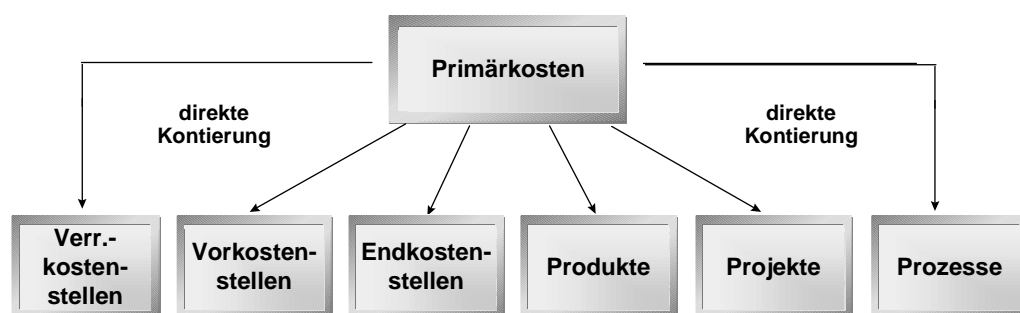 Primärkosten
direkte
Kontierung
direkte
Kontierung
Verr.-
kosten-
stellen
Vorkosten-
stellen
Endkosten-
stellen
Produkte
Projekte
Prozesse